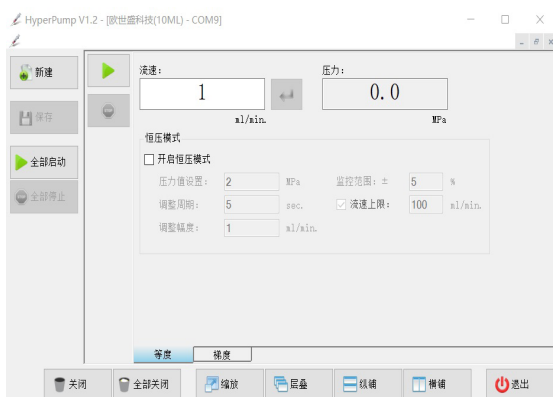 HyperPump V1.2 - [欧世盛科技(10ML) - COM9]
新建
保存
全部启动
全部停止
流速：
1
ml/min.
压力：
0.0
MPa
恒压模式
开启恒压模式
压力值设置： 2 MPa 监控范围：± 5 %
调整周期： 5 sec. 流速上限： 100 ml/min.
调整幅度： 1 ml/min.
等度 梯度
关闭 全部关闭 缩放 层叠 纵铺 横铺 退出